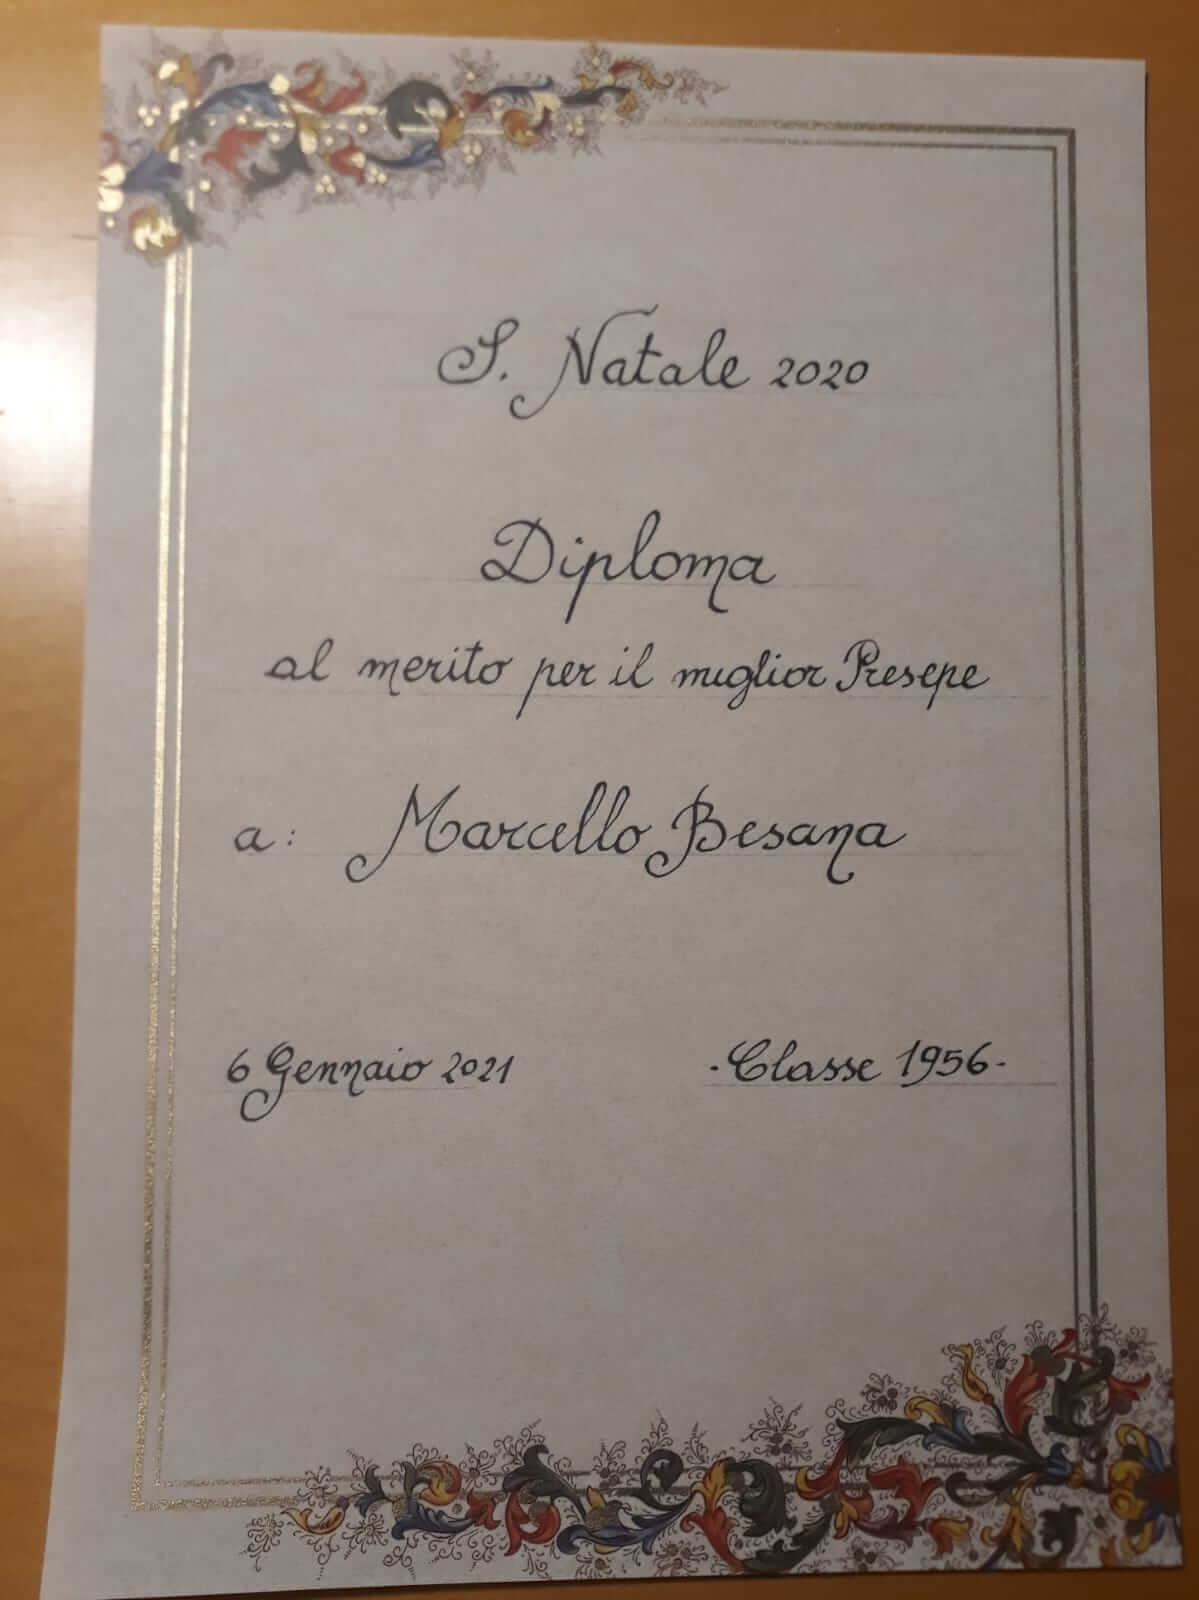 S. Natale 2020
Diploma
al merito per il miglior Presepe
a: Marcello Besana
6 Gennaio 2021
·Classe 1956-